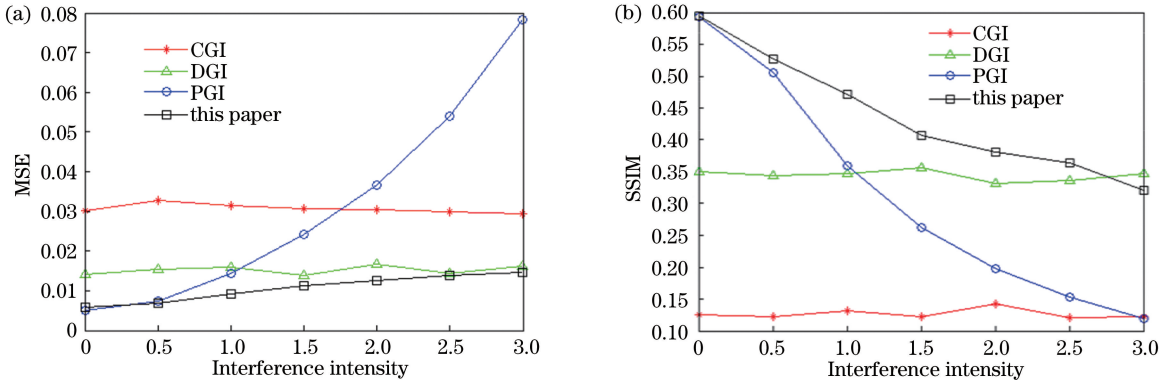 (a)
0.08
0.07
0.08
0.05
0.04
0.03
0.02
0.01
0
MSE
CGI
DGI
PGI
this paper
0 0.5 1.0 1.5 2.0 2.5 3.0
Interference intensity
(b)
0.60
0.55
0.50
0.45
0.40
0.35
0.30
0.25
0.20
0.15
0.10
SSIM
CGI
DGI
PGI
this paper
0 0.5 1.0 1.5 2.0 2.5 3.0
Interference intensity